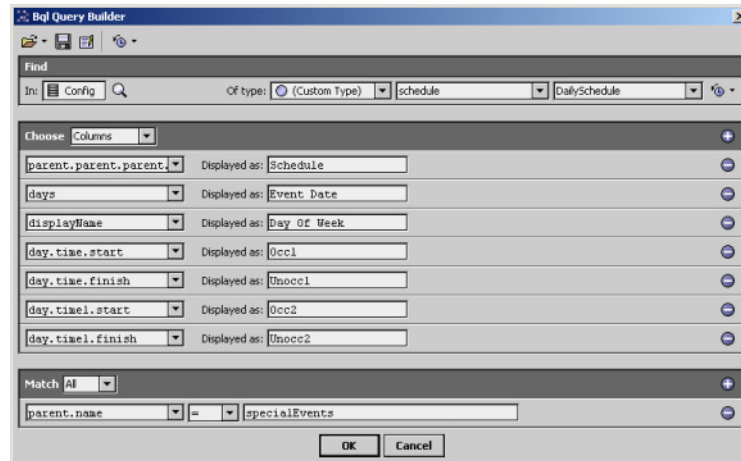 Bql Query Builder
Find
In: Config Of type: (Custom Type) schedule DailySchedule
Choose Columns
parent.parent.parent. Displayed as: Schedule
days Displayed as: Event Date
displayName Displayed as: Day Of Week
day.time.start Displayed as: Occ1
day.time.finish Displayed as: Unocc1
day.time1.start Displayed as: Occ2
day.time1.finish Displayed as: Unocc2
Match All
parent.name = specialEvents
OK Cancel